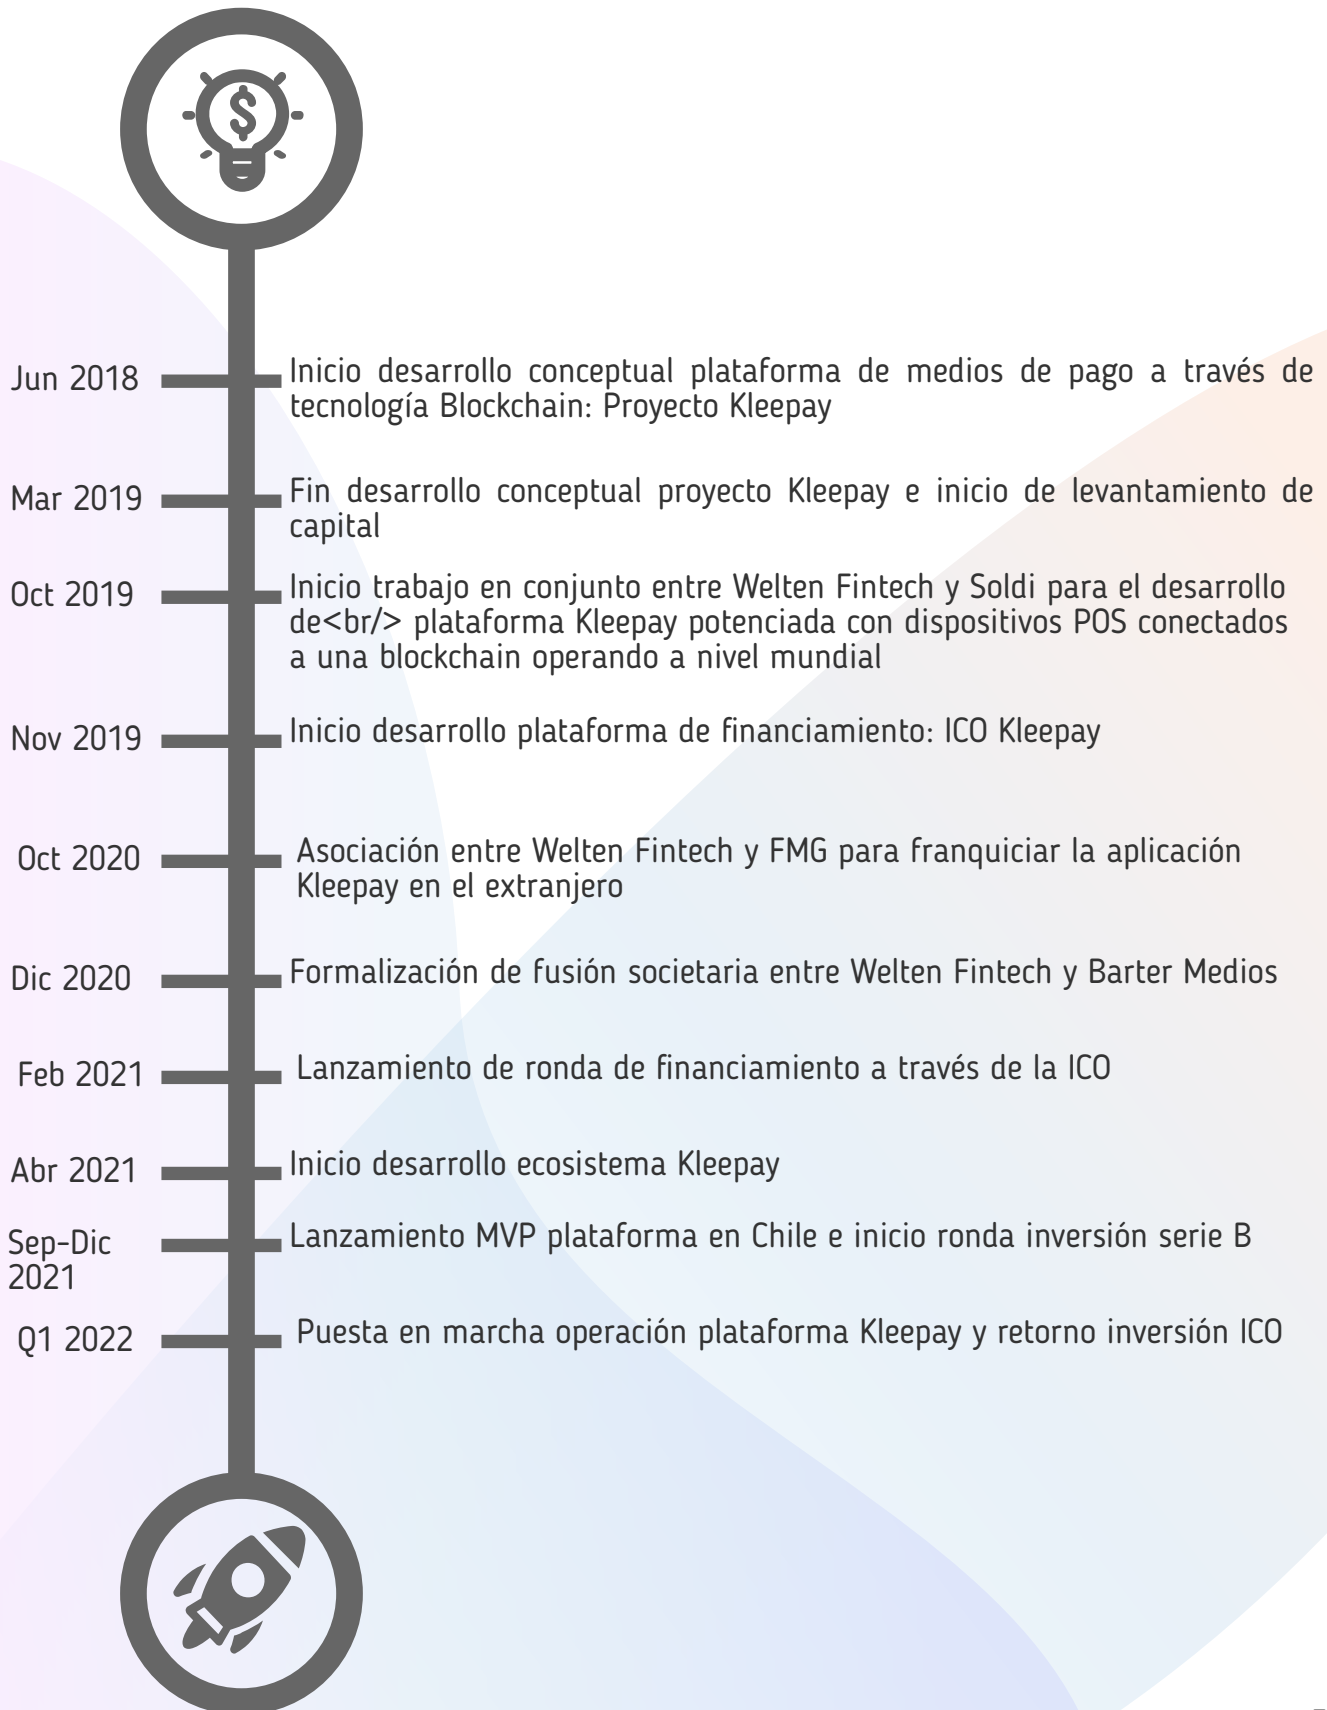 $
Jun 2018
Inicio desarrollo conceptual plataforma de medios de pago a través de
tecnología Blockchain: Proyecto Kleepay
Mar 2019
Fin desarrollo conceptual proyecto Kleepay e inicio de levantamiento de
capital
Oct 2019
Inicio trabajo en conjunto entre Welten Fintech y Soldi para el desarrollo
de<br/> plataforma Kleepay potenciada con dispositivos POS conectados
a una blockchain operando a nivel mundial
Nov 2019
Inicio desarrollo plataforma de financiamiento: ICO Kleepay
Oct 2020
Asociación entre Welten Fintech y FMG para franquiciar la aplicación
Kleepay en el extranjero
Dic 2020
Formalización de fusión societaria entre Welten Fintech y Barter Medios
Feb 2021
Lanzamiento de ronda de financiamiento a través de la ICO
Abr 2021
Inicio desarrollo ecosistema Kleepay
Sep-Dic
2021
Lanzamiento MVP plataforma en Chile e inicio ronda inversión serie B
Q1 2022
Puesta en marcha operación plataforma Kleepay y retorno inversión ICO